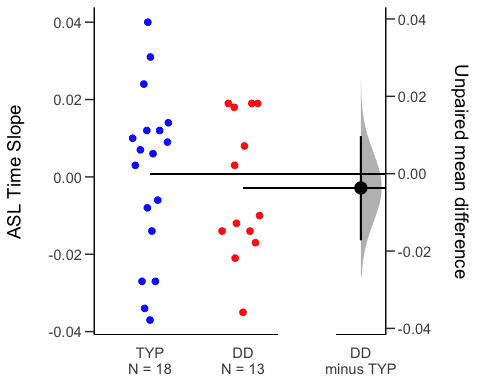 ASL Time Slope
0.04
0.02
0.00
-0.02
-0.04
TYP
N = 18
DD
N = 13
DD
minus TYP
0.04
0.02
0.00
-0.02
-0.04
Unpaired mean difference